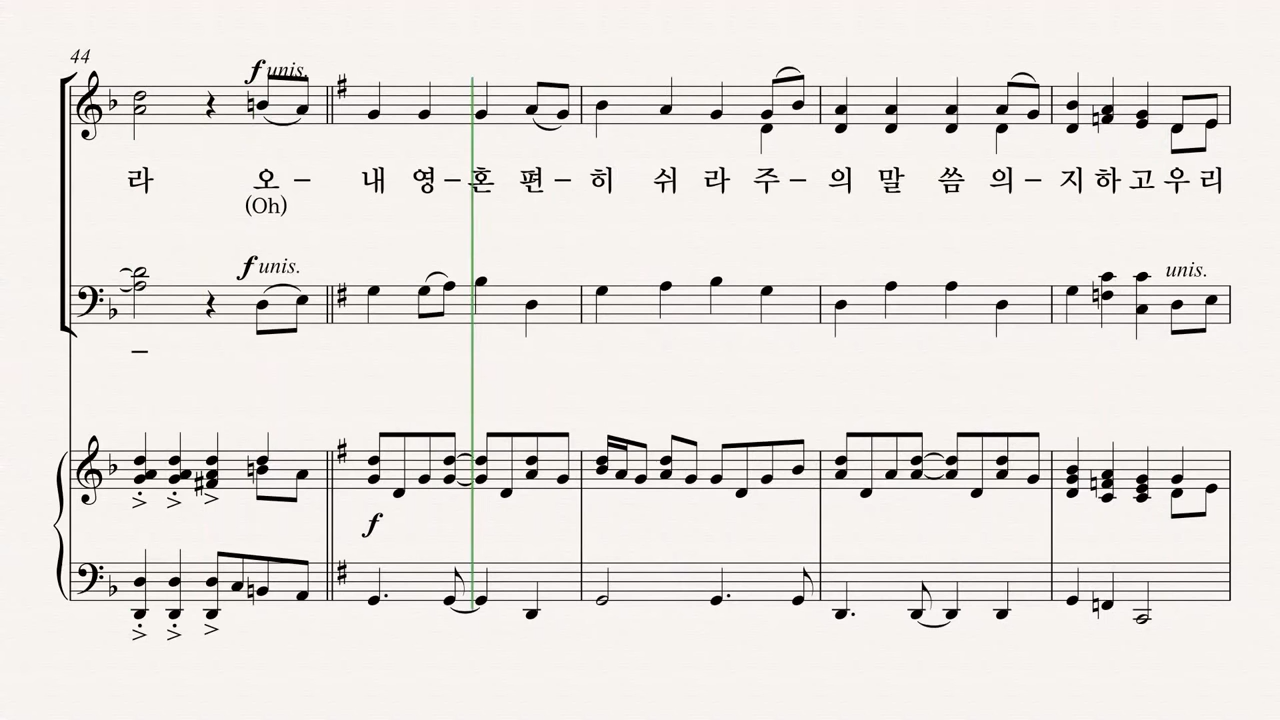 44
f unis.
라 오 – 내 영 – 혼 편 – 히 쉬 라 주 – 의 말 씀 의 – 지 하 고 우 리
(Oh)
f unis.
unis.
–
f